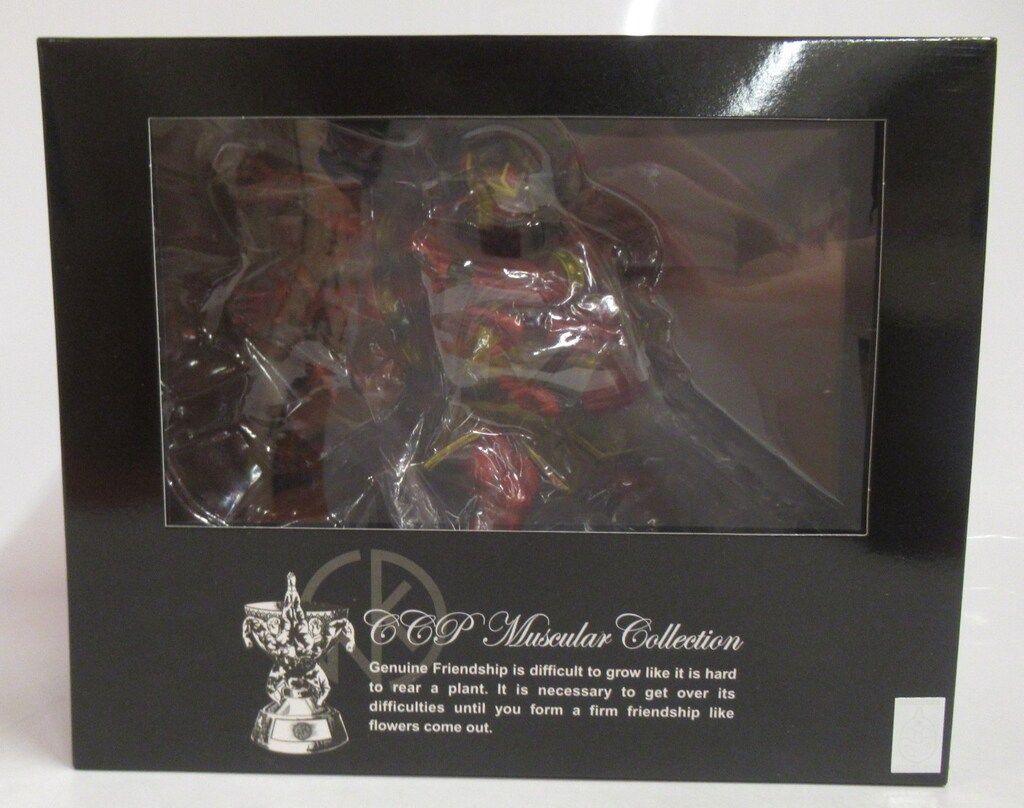 CCP Muscular Collection
Genuine Friendship is difficult to grow like it is hard
to rear a plant. It is necessary to get over its
difficulties until you form a firm friendship like
flowers come out.